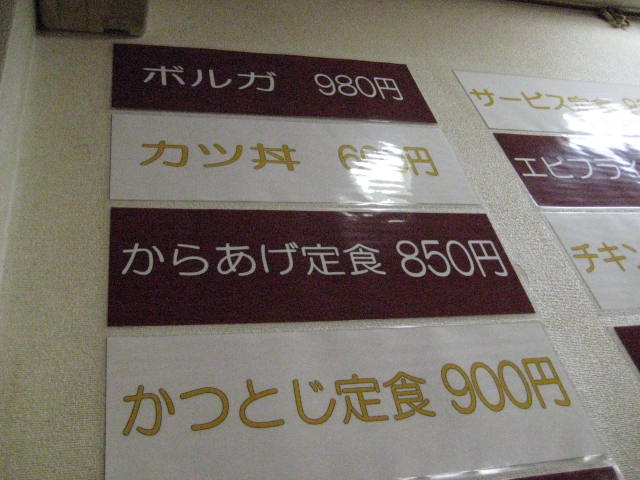 ボルガ 980円
カツ丼
からあげ定食 850円
かつとじ定食 900円
サービス定食
エビフラ
チキン